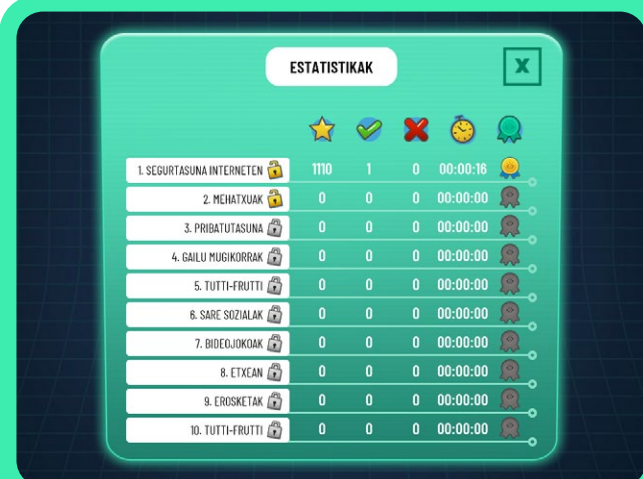 ESTATISTIKAK
X
1. SEGURTASUNA INTERNETEN 1110 1 0 00:00:16
2. MEHATXUAK 0 0 0 00:00:00
3. PRIBATUTASUNA 0 0 0 00:00:00
4. GAILU MUGIKORRAK 0 0 0 00:00:00
5. TUTTI-FRUTTI 0 0 0 00:00:00
6. SARE SOZIALAK 0 0 0 00:00:00
7. BIDEOJOKOAK 0 0 0 00:00:00
8. ETXEAN 0 0 0 00:00:00
9. EROSKETAK 0 0 0 00:00:00
10. TUTTI-FRUTTI 0 0 0 00:00:00